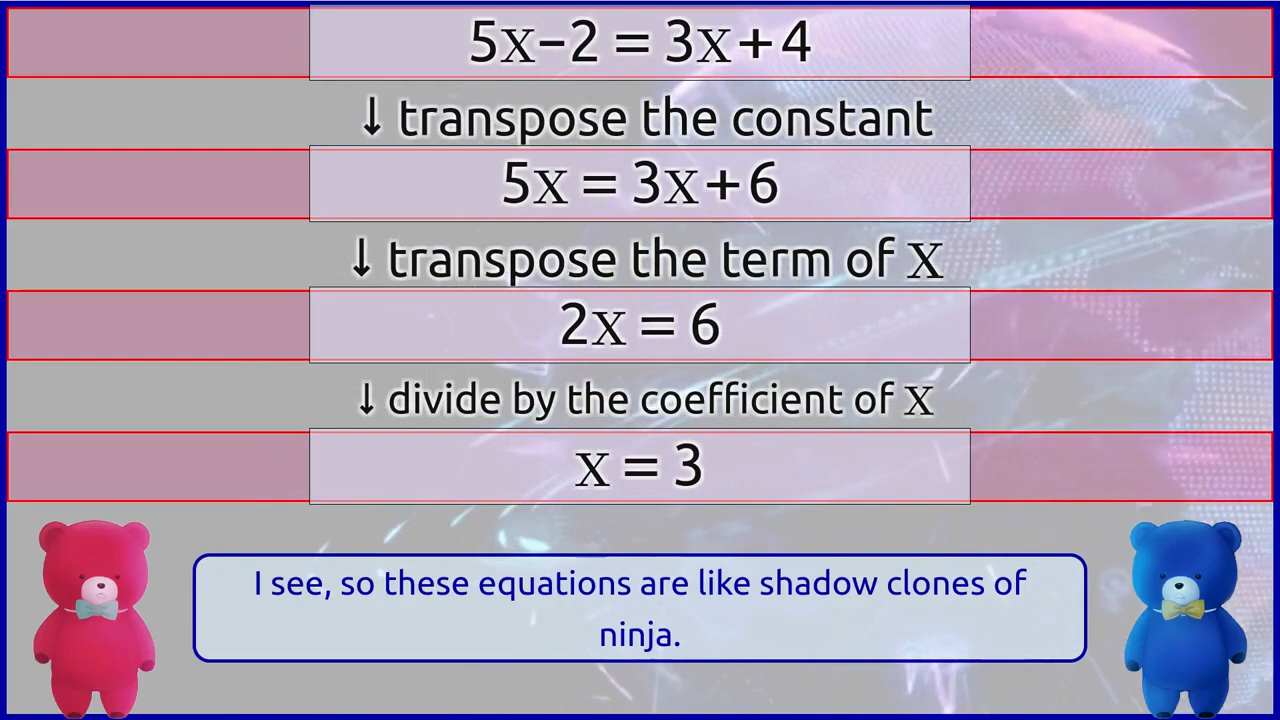 5x−2 = 3x+4
↓ transpose the constant
5x = 3x+6
↓ transpose the term of x
2x = 6
↓ divide by the coefficient of x
x = 3
I see, so these equations are like shadow clones of
ninja.